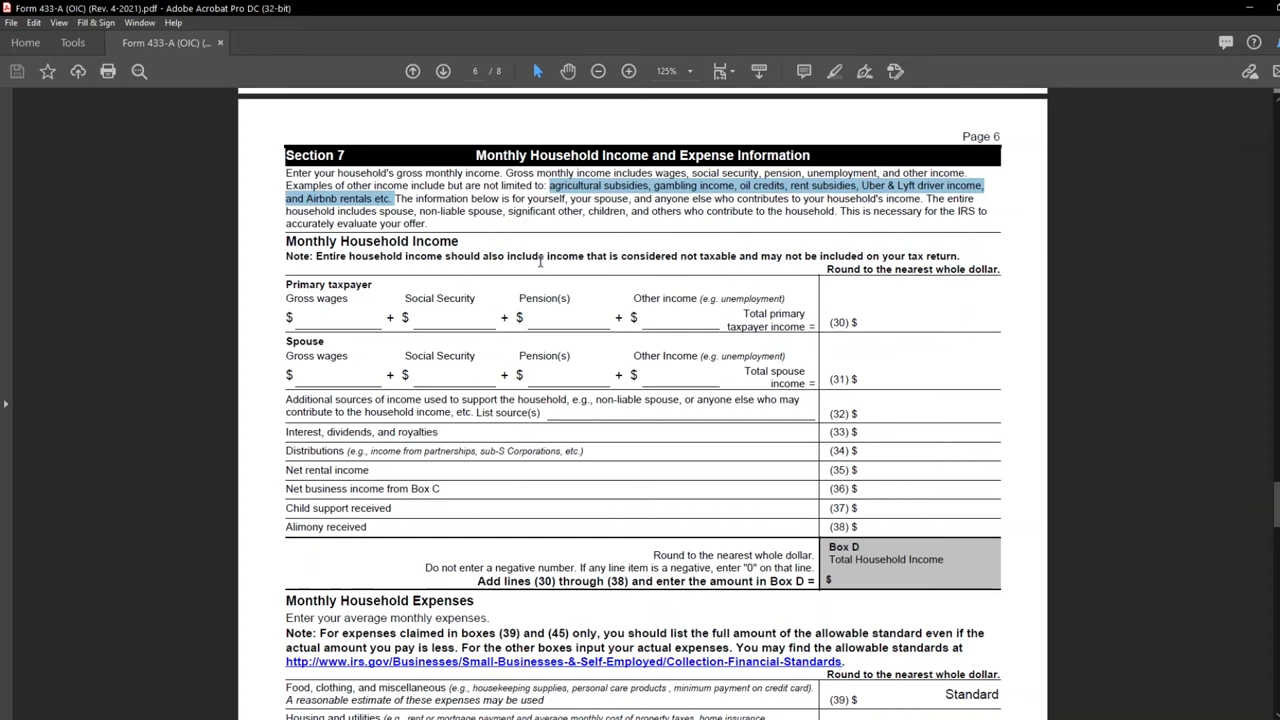 Form 433-A (OIC) (Rev. 4-2021).pdf - Adobe Acrobat Pro DC (32-bit)
File Edit View Fill & Sign Window Help
Home Tools Form 433-A (OIC) (... ×
6 / 8 125%
Page 6
Section 7 Monthly Household Income and Expense Information
Enter your household's gross monthly income. Gross monthly income includes wages, social security, pension, unemployment, and other income.
Examples of other income include but are not limited to: agricultural subsidies, gambling income, oil credits, rent subsidies, Uber & Lyft driver income,
and Airbnb rentals etc. The information below is for yourself, your spouse, and anyone else who contributes to your household's income. The entire
household includes spouse, non-liable spouse, significant other, children, and others who contribute to the household. This is necessary for the IRS to
accurately evaluate your offer.
Monthly Household Income
Note: Entire household income should also include income that is considered not taxable and may not be included on your tax return.
Round to the nearest whole dollar.
Primary taxpayer
Gross wages Social Security Pension(s) Other income (e.g. unemployment)
$ + $ + $ + $ Total primary
taxpayer income = (30) $
Spouse
Gross wages Social Security Pension(s) Other Income (e.g. unemployment)
$ + $ + $ + $ Total spouse
income = (31) $
Additional sources of income used to support the household, e.g., non-liable spouse, or anyone else who may
contribute to the household income, etc. List source(s) (32) $
Interest, dividends, and royalties (33) $
Distributions (e.g., income from partnerships, sub-S Corporations, etc.) (34) $
Net rental income (35) $
Net business income from Box C (36) $
Child support received (37) $
Alimony received (38) $
Box D
Round to the nearest whole dollar. Total Household Income
Do not enter a negative number. If any line item is a negative, enter "0" on that line.
Add lines (30) through (38) and enter the amount in Box D = $
Monthly Household Expenses
Enter your average monthly expenses.
Note: For expenses claimed in boxes (39) and (45) only, you should list the full amount of the allowable standard even if the
actual amount you pay is less. For the other boxes input your actual expenses. You may find the allowable standards at
http://www.irs.gov/Businesses/Small-Businesses-&-Self-Employed/Collection-Financial-Standards.
Round to the nearest whole dollar.
Food, clothing, and miscellaneous (e.g., housekeeping supplies, personal care products , minimum payment on credit card).
A reasonable estimate of these expenses may be used (39) $ Standard
Housing and utilities (e.g., rent or mortgage payment and average monthly cost of property taxes, home insurance,